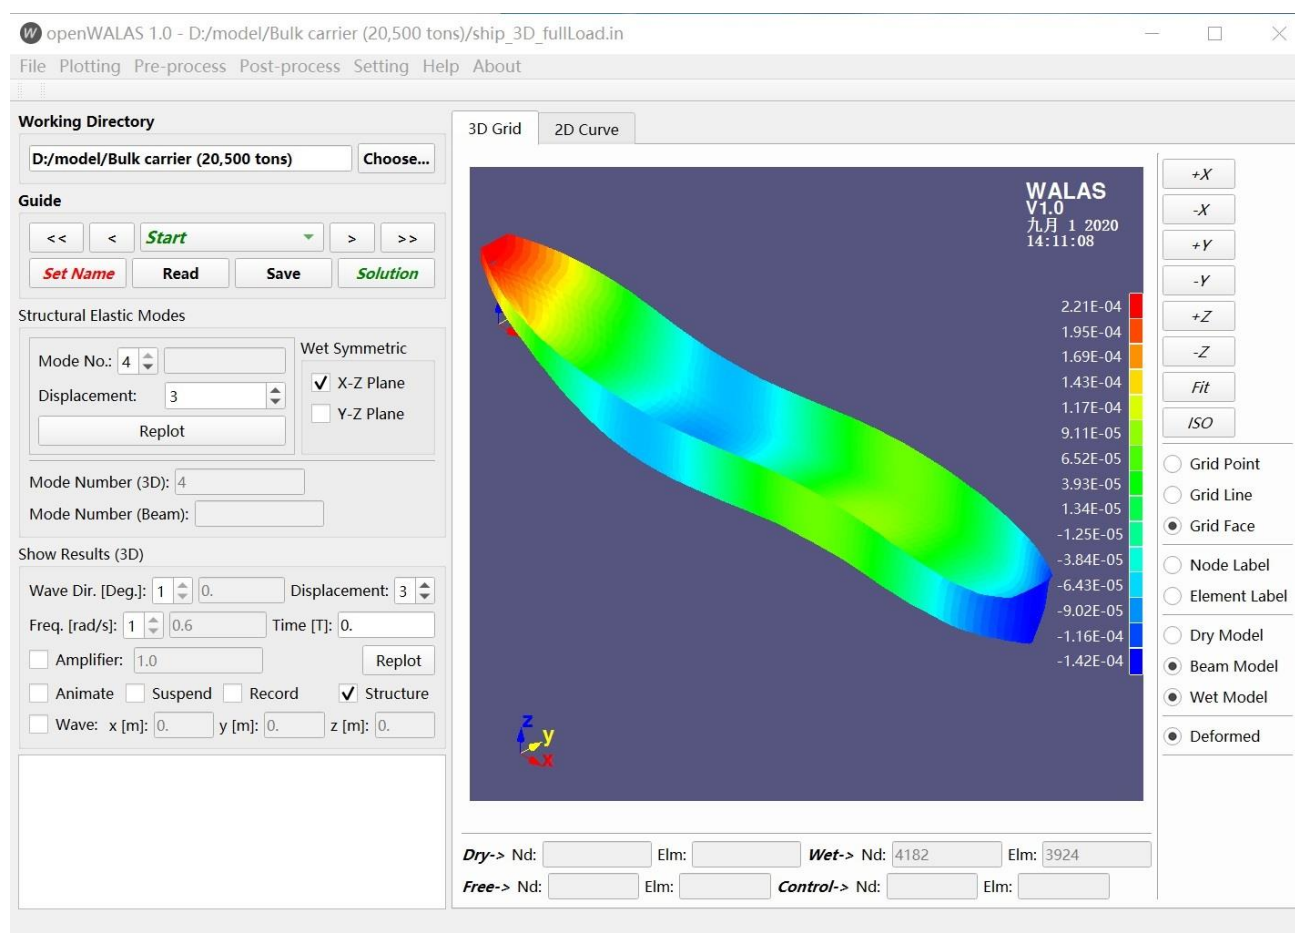 W openWALAS 1.0 - D:/model/Bulk carrier (20,500 tons)/ship_3D_fullLoad.in
File Plotting Pre-process Post-process Setting Help About
Working Directory
D:/model/Bulk carrier (20,500 tons) Choose...
Guide
<< < Start > >>
Set Name Read Save Solution
Structural Elastic Modes
Mode No.: 4
Displacement: 3
Replot
Wet Symmetric
X-Z Plane
Y-Z Plane
Mode Number (3D): 4
Mode Number (Beam):
Show Results (3D)
Wave Dir. [Deg.]: 1 0. Displacement: 3
Freq. [rad/s]: 1 0.6 Time [T]: 0.
Amplifier: 1.0 Replot
Animate Suspend Record Structure
Wave: x [m]: 0. y [m]: 0. z [m]: 0.
3D Grid 2D Curve
WALAS
V1.0
九月 1 2020
14:11:08
2.21E-04
1.95E-04
1.69E-04
1.43E-04
1.17E-04
9.11E-05
6.52E-05
3.93E-05
1.34E-05
-1.25E-05
-3.84E-05
-6.43E-05
-9.02E-05
-1.16E-04
-1.42E-04
z
y
x
+X
-X
+Y
-Y
+Z
-Z
Fit
ISO
Grid Point
Grid Line
Grid Face
Node Label
Element Label
Dry Model
Beam Model
Wet Model
Deformed
Dry-> Nd: Elm: Wet-> Nd: 4182 Elm: 3924
Free-> Nd: Elm: Control-> Nd: Elm: